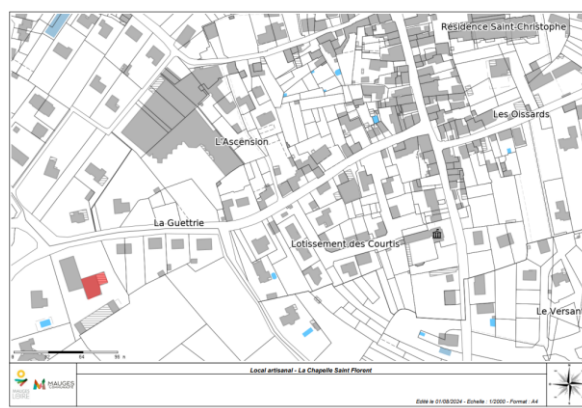 Résidence Saint-Christophe
Les Oissards
L'Ascension
La Guettrie
Lotissement des Courtis
Le Versan
MAUGES
Local artisanal - La Chapelle Saint Florent
Edité le 01/08/2024 - Echelle : 1/2000 - Format : A4